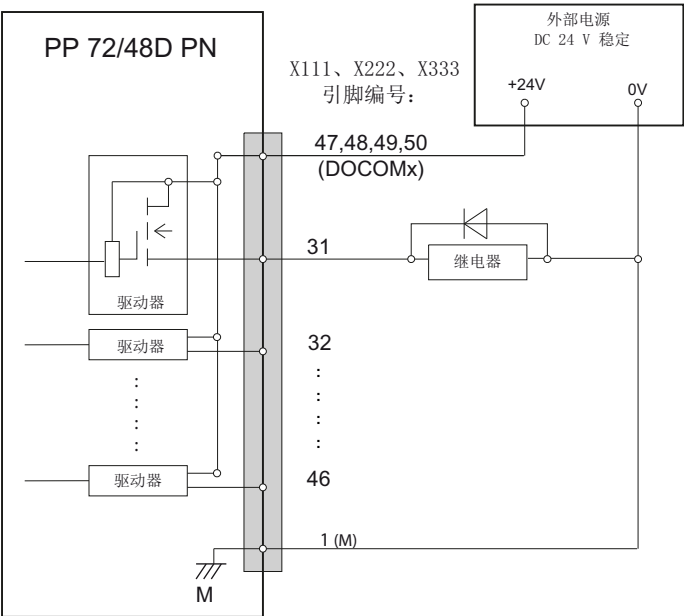 PP 72/48D PN
外部电源
DC 24 V 稳定
+24V
0V
X111、X222、X333
引脚编号:
47,48,49,50
(DOCOMx)
31
继电器
驱动器
驱动器
32
:
:
:
:
:
:
:
:
驱动器
46
1 (M)
M